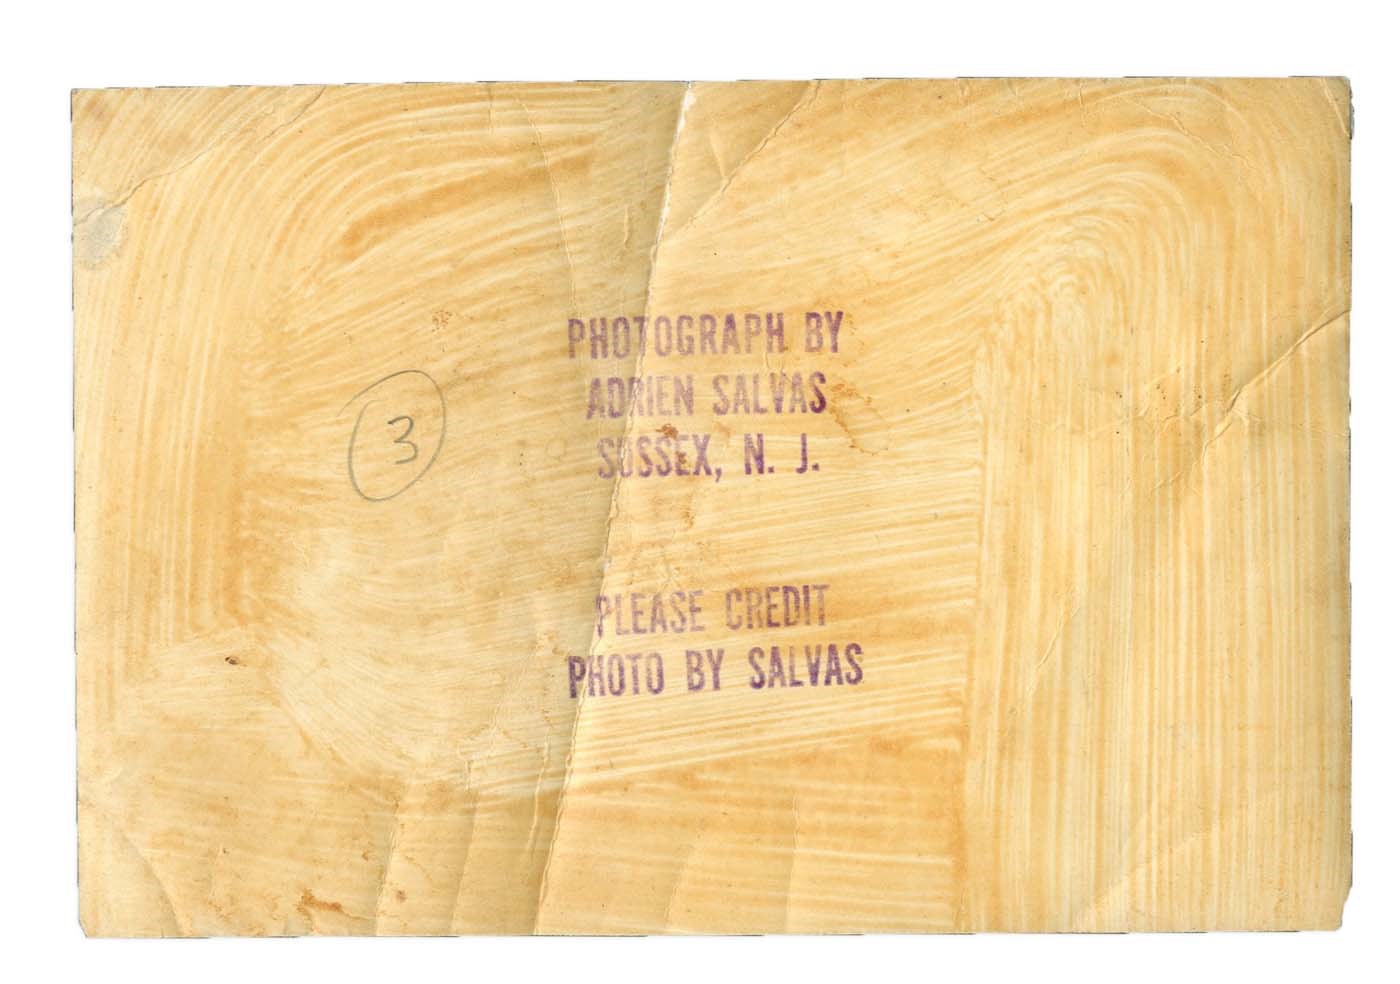 PHOTOGRAPH BY
ADRIEN SALVAS
3
SUSSEX, N. J.
PLEASE CREDIT
PHOTO BY SALVAS